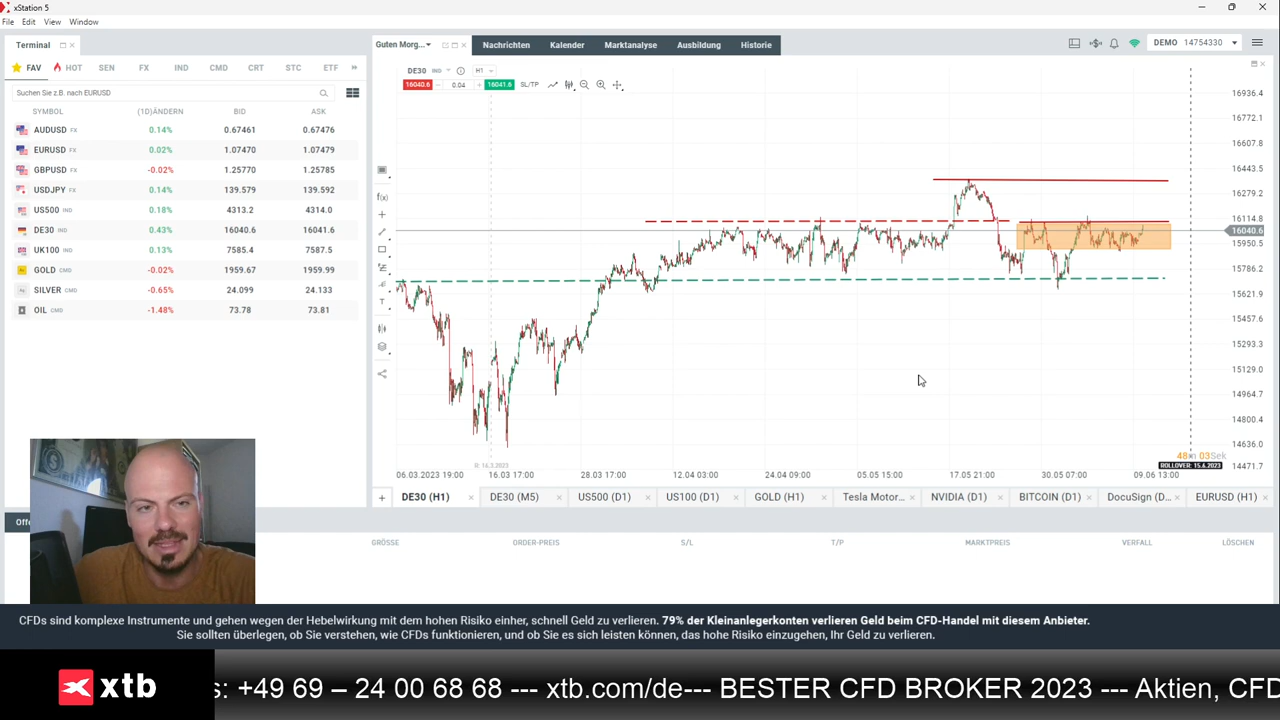 xStation 5
File Edit View Window
Terminal
FAV HOT SEN FX IND CMD CRT STC ETF
Suchen Sie z.B. nach EURUSD
SYMBOL (1D)ÄNDERN BID ASK
AUDUSD FX 0.14% 0.67461 0.67476
EURUSD FX 0.02% 1.07470 1.07479
GBPUSD FX -0.02% 1.25770 1.25785
USDJPY FX 0.14% 139.579 139.592
US500 IND 0.18% 4313.2 4314.0
DE30 IND 0.43% 16040.6 16041.6
UK100 IND 0.13% 7585.4 7587.5
GOLD CMD -0.02% 1959.67 1959.99
SILVER CMD -0.65% 24.099 24.133
OIL CMD -1.48% 73.78 73.81
Guten Morg... Nachrichten Kalender Marktanalyse Ausbildung Historie
DEMO 14754330
DE30 IND H1
16040.6 0.04 16041.6 SL/TP
f(x)
T
16936.4
16772.1
16607.8
16443.5
16279.2
16114.8
16040.6
15950.5
15786.2
15621.9
15457.6
15293.3
15129.0
14964.7
14800.4
14636.0
14471.7
48m 03Sek
R: 16.3.2023
ROLLOVER: 15.6.2023
06.03.2023 19:00 16.03 17:00 28.03 17:00 12.04 03:00 24.04 09:00 05.05 15:00 17.05 21:00 30.05 07:00 09.06 13:00
DE30 (H1) DE30 (M5) US500 (D1) US100 (D1) GOLD (H1) Tesla Motor... NVIDIA (D1) BITCOIN (D1) DocuSign (D... EURUSD (H1)
Offe
GRÖSSE ORDER-PREIS S/L T/P MARKTPREIS VERFALL LÖSCHEN
CFDs sind komplexe Instrumente und gehen wegen der Hebelwirkung mit dem hohen Risiko einher, schnell Geld zu verlieren. 79% der Kleinanlegerkonten verlieren Geld beim CFD-Handel mit diesem Anbieter.
Sie sollten überlegen, ob Sie verstehen, wie CFDs funktionieren, und ob Sie es sich leisten können, das hohe Risiko einzugehen, Ihr Geld zu verlieren.
xtb
s: +49 69 – 24 00 68 68 --- xtb.com/de--- BESTER CFD BROKER 2023 --- Aktien, CFD